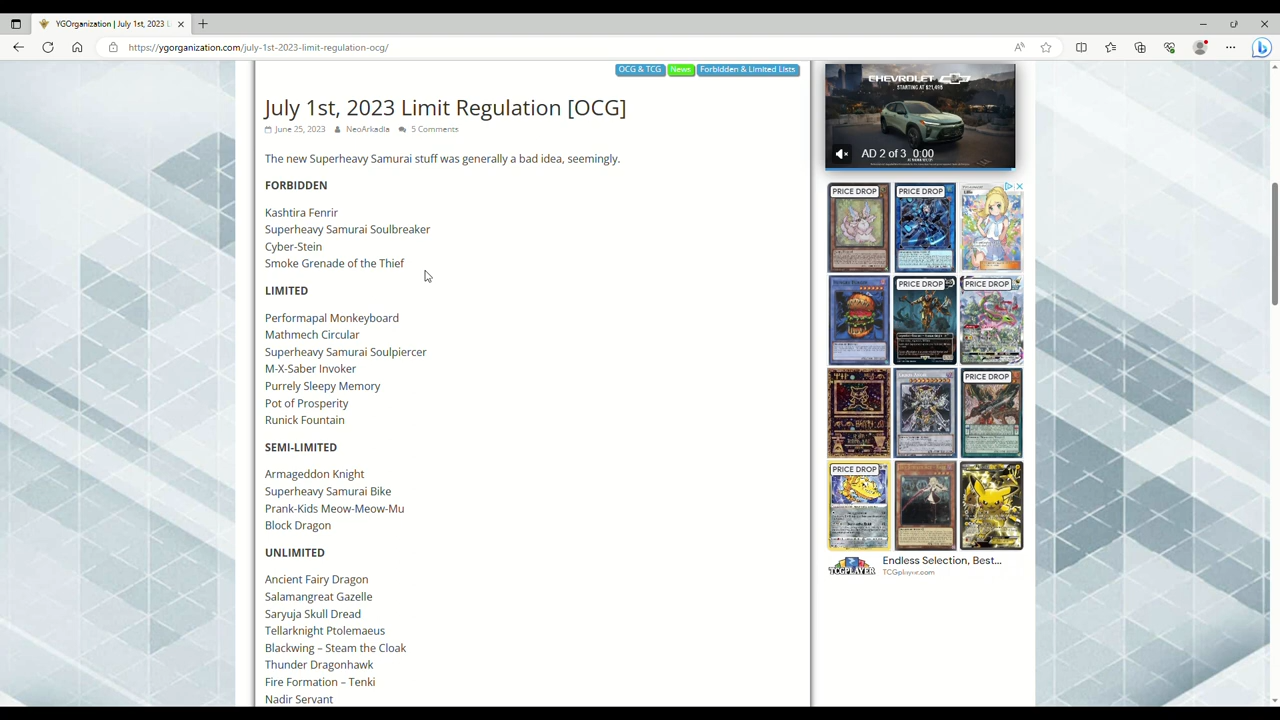 YGOrganization | July 1st, 2023 L
https://ygorganization.com/july-1st-2023-limit-regulation-ocg/
OCG & TCG News Forbidden & Limited Lists
July 1st, 2023 Limit Regulation [OCG]
June 25, 2023 NeoArkadia 5 Comments
The new Superheavy Samurai stuff was generally a bad idea, seemingly.
FORBIDDEN
Kashtira Fenrir
Superheavy Samurai Soulbreaker
Cyber-Stein
Smoke Grenade of the Thief
LIMITED
Performapal Monkeyboard
Mathmech Circular
Superheavy Samurai Soulpiercer
M-X-Saber Invoker
Purrely Sleepy Memory
Pot of Prosperity
Runick Fountain
SEMI-LIMITED
Armageddon Knight
Superheavy Samurai Bike
Prank-Kids Meow-Meow-Mu
Block Dragon
UNLIMITED
Ancient Fairy Dragon
Salamangreat Gazelle
Saryuja Skull Dread
Tellarknight Ptolemaeus
Blackwing – Steam the Cloak
Thunder Dragonhawk
Fire Formation – Tenki
Nadir Servant
CHEVROLET
STARTING AT $21,495
AD 2 of 3 0:00
PRICE DROP
PRICE DROP
PRICE DROP
PRICE DROP
PRICE DROP
PRICE DROP
TCGPLAYER
Endless Selection, Best...
TCGplayer.com